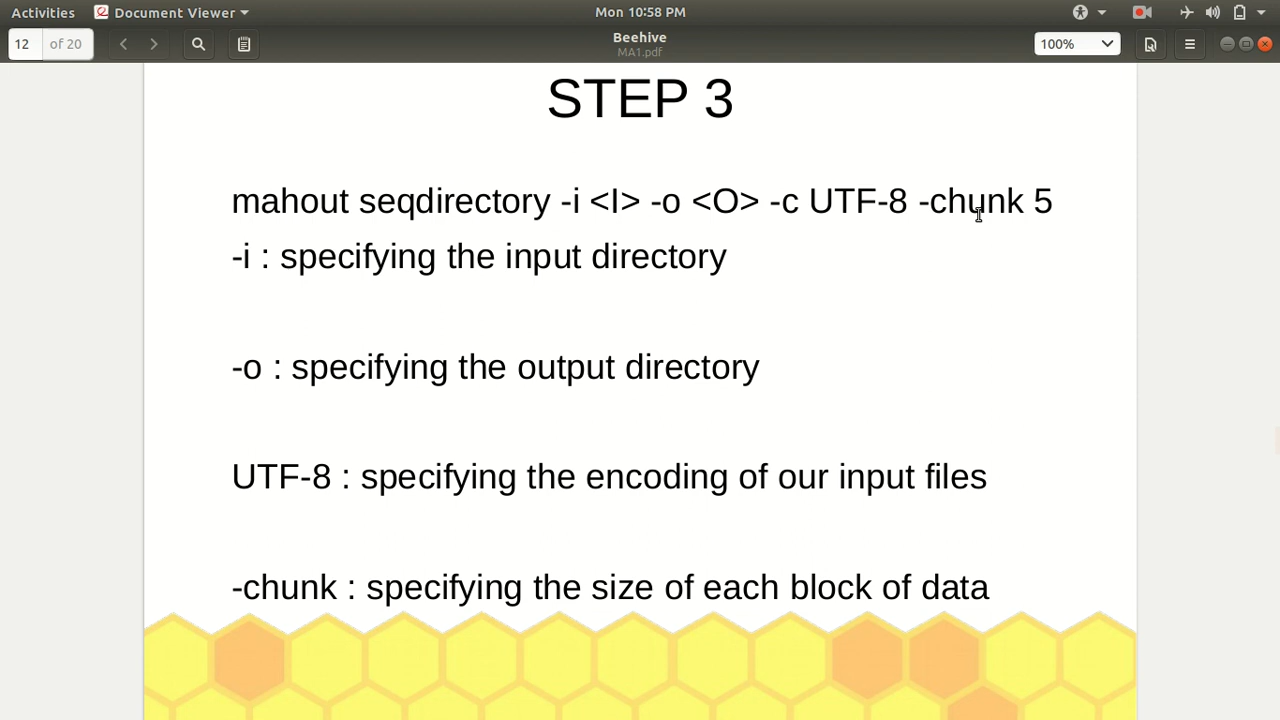 Activities Document Viewer Mon 10:58 PM
12 of 20 Beehive 100%
MA1.pdf
STEP 3
mahout seqdirectory -i <I> -o <O> -c UTF-8 -chunk 5
-i : specifying the input directory
-o : specifying the output directory
UTF-8 : specifying the encoding of our input files
-chunk : specifying the size of each block of data